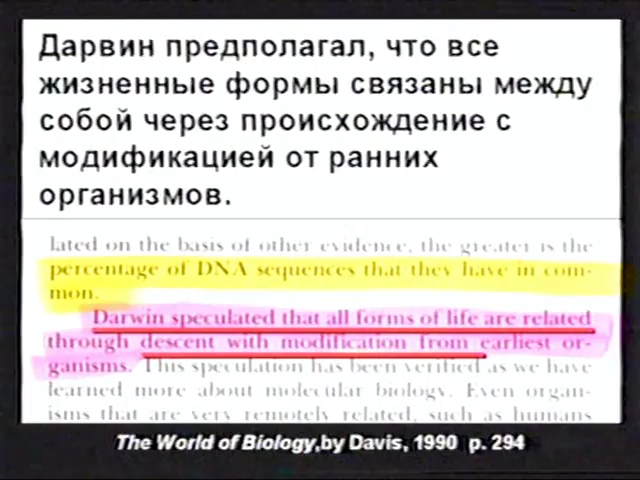 Дарвин предполагал, что все
жизненные формы связаны между
собой через происхождение с
модификацией от ранних
организмов.
lated on the basis of other evidence, the greater is the
percentage of DNA sequences that they have in com-
mon.
Darwin speculated that all forms of life are related
through descent with modification from earliest or-
ganisms. This speculation has been verified as we have
learned more about molecular biology. Even organ-
isms that are very remotely related, such as humans
The World of Biology,by Davis, 1990 p. 294